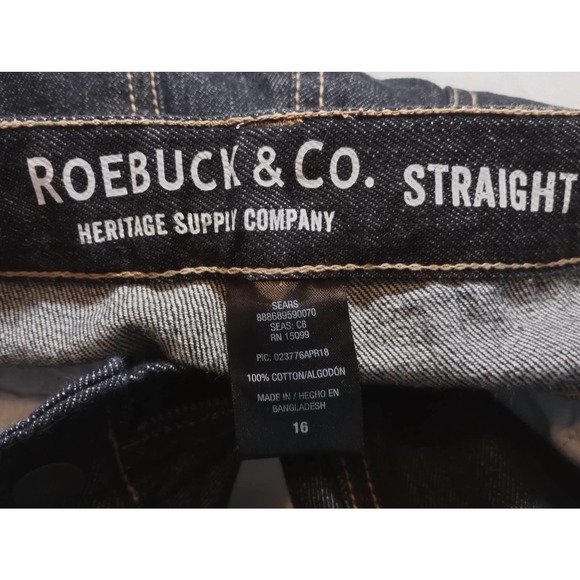 ROEBUCK & CO. STRAIGHT
HERITAGE SUPPLY COMPANY
SEARS
888689590070
SEAS: C8
RN 15099
PIC: 023776APR18
100% COTTON/ALGODÓN
MADE IN / HECHO EN
BANGLADESH
16